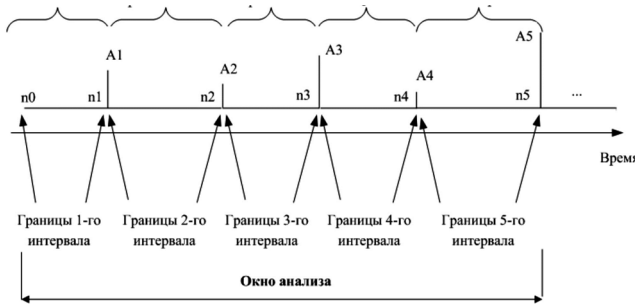 A1
A2
A3
A4
A5
n0
n1
n2
n3
n4
n5
...
Время
Границы 1-го
интервала
Границы 2-го
интервала
Границы 3-го
интервала
Границы 4-го
интервала
Границы 5-го
интервала
Окно анализа